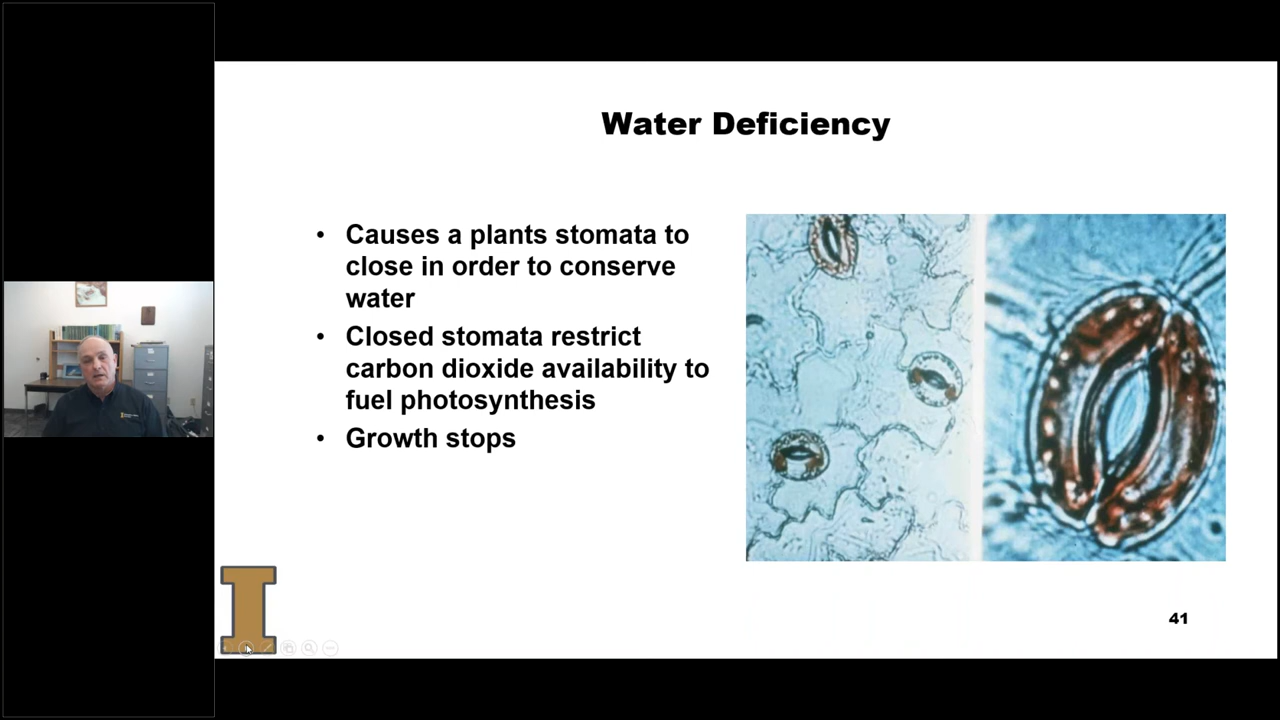 Water Deficiency
• Causes a plants stomata to
close in order to conserve
water
• Closed stomata restrict
carbon dioxide availability to
fuel photosynthesis
• Growth stops
I
41